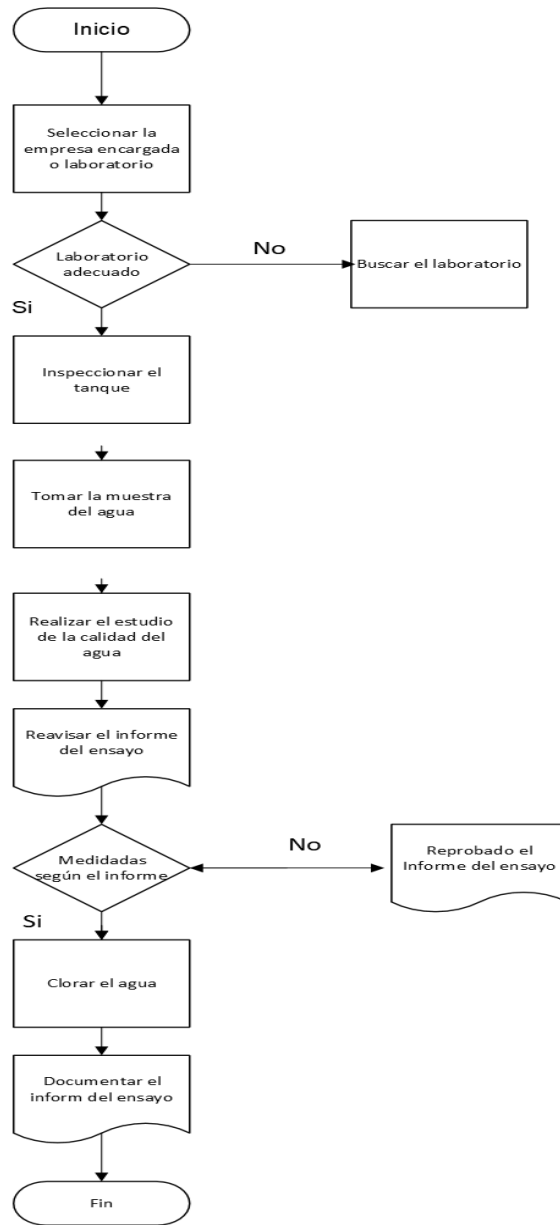 Inicio
Seleccionar la
empresa encargada
o laboratorio
Laboratorio
adecuado
No
Buscar el laboratorio
Si
Inspeccionar el
tanque
Tomar la muestra
del agua
Realizar el estudio
de la calidad del
agua
Reavisar el informe
del ensayo
Medidadas
según el informe
No
Reprobado el
Informe del ensayo
Si
Clorar el agua
Documentar el
inform del ensayo
Fin